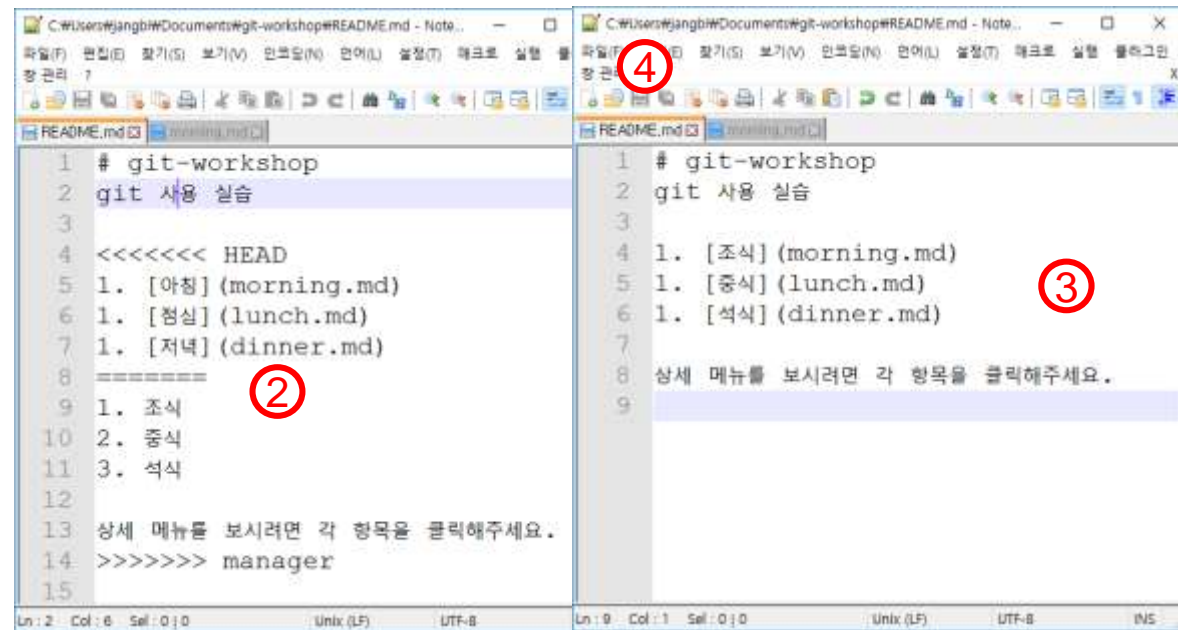 C:₩Users₩jangbi₩Documents₩git-workshop₩README.md - Note...
파일(F) 편집(E) 찾기(S) 보기(V) 인코딩(N) 언어(L) 설정(T) 매크로 실행
창 관리 ?
README.md morning.md
1 # git-workshop
2 git 사용 실습
3
4 <<<<<<< HEAD
5 1. [아침](morning.md)
6 1. [점심](lunch.md)
7 1. [저녁](dinner.md)
8 =======
②
9 1. 조식
10 2. 중식
11 3. 석식
12
13 상세 메뉴를 보시려면 각 항목을 클릭해주세요.
14 >>>>>>> manager
15
Ln : 2 Col : 6 Sel : 0 | 0 Unix (LF) UTF-8
C:₩Users₩jangbi₩Documents₩git-workshop₩README.md - Note...
④
찾기(S) 보기(V) 인코딩(N) 언어(L) 설정(T) 매크로 실행 플러그인
X
README.md morning.md
1 # git-workshop
2 git 사용 실습
3
4 1. [조식](morning.md)
5 1. [중식](lunch.md)
③
6 1. [석식](dinner.md)
7
8 상세 메뉴를 보시려면 각 항목을 클릭해주세요.
9
Ln : 9 Col : 1 Sel : 0 | 0 Unix (LF) UTF-8 INS